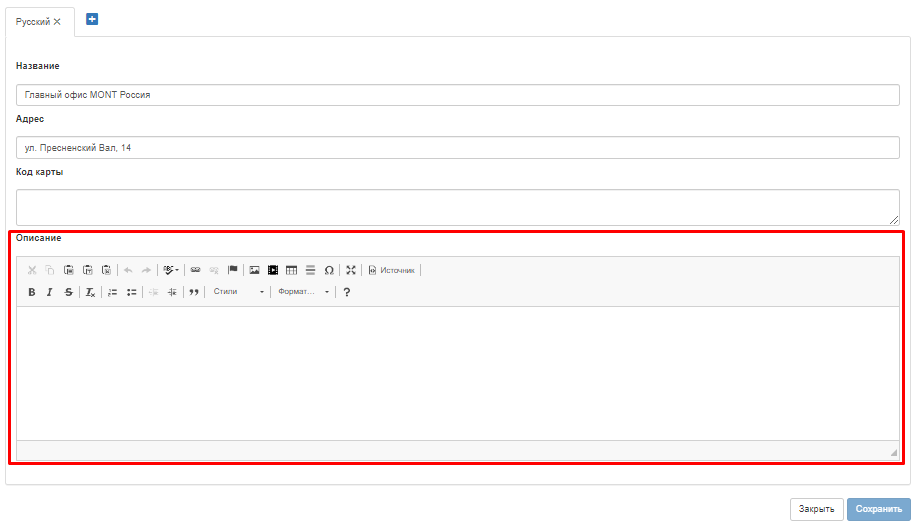 Русский
Название
Главный офис MONT Россия
Адрес
ул. Пресненский Вал, 14
Код карты
Описание
Источник
B I S Ix Стили Формат... ?
Закрыть Сохранить